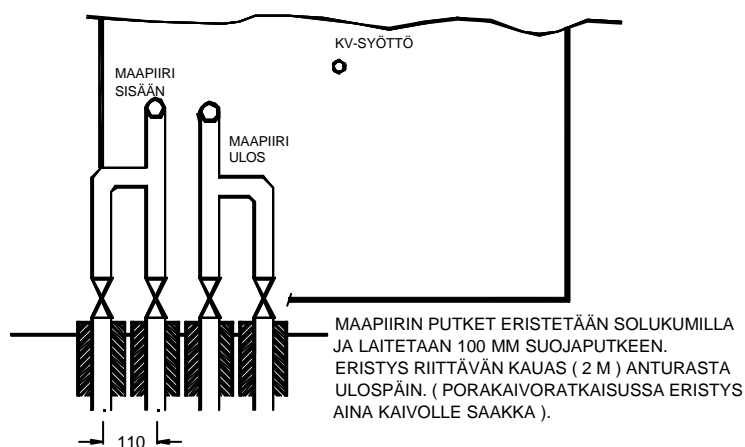 KV-SYÖTTÖ
MAAPIIRI
SISÄÄN
MAAPIIRI
ULOS
MAAPIIRIN PUTKET ERISTETÄÄN SOLUKUMILLA
JA LAITETAAN 100 MM SUOJAPUTKEEN.
ERISTYS RIITTÄVÄN KAUAS ( 2 M ) ANTURASTA
ULOSPÄIN. ( PORAKAIVORATKAISUSSA ERISTYS
AINA KAIVOLLE SAAKKA ).
110